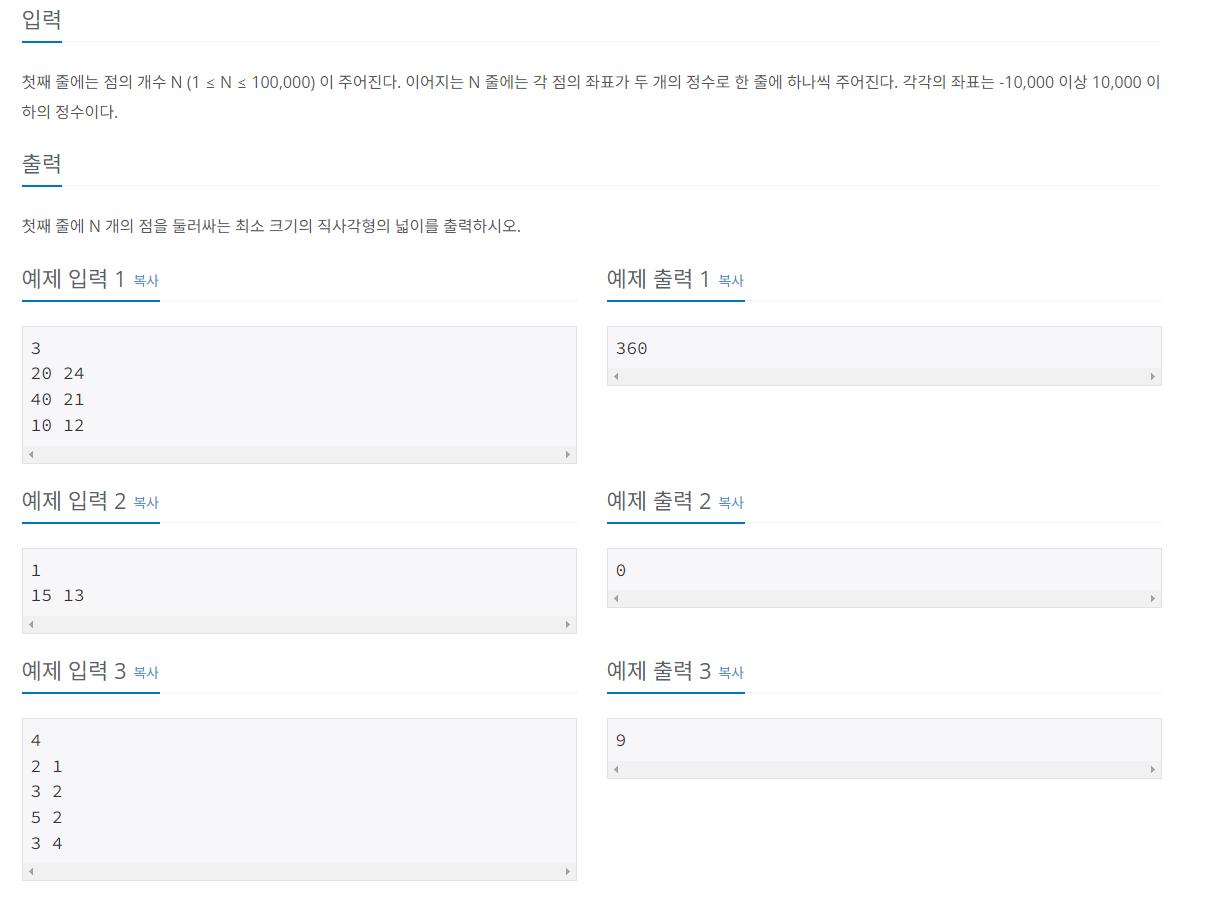 입력
첫째 줄에는 점의 개수 N (1 ≤ N ≤ 100,000) 이 주어진다. 이어지는 N 줄에는 각 점의 좌표가 두 개의 정수로 한 줄에 하나씩 주어진다. 각각의 좌표는 -10,000 이상 10,000 이
하의 정수이다.
출력
첫째 줄에 N 개의 점을 둘러싸는 최소 크기의 직사각형의 넓이를 출력하시오.
예제 입력 1 복사
3
20 24
40 21
10 12
예제 출력 1 복사
360
예제 입력 2 복사
1
15 13
예제 출력 2 복사
0
예제 입력 3 복사
4
2 1
3 2
5 2
3 4
예제 출력 3 복사
9